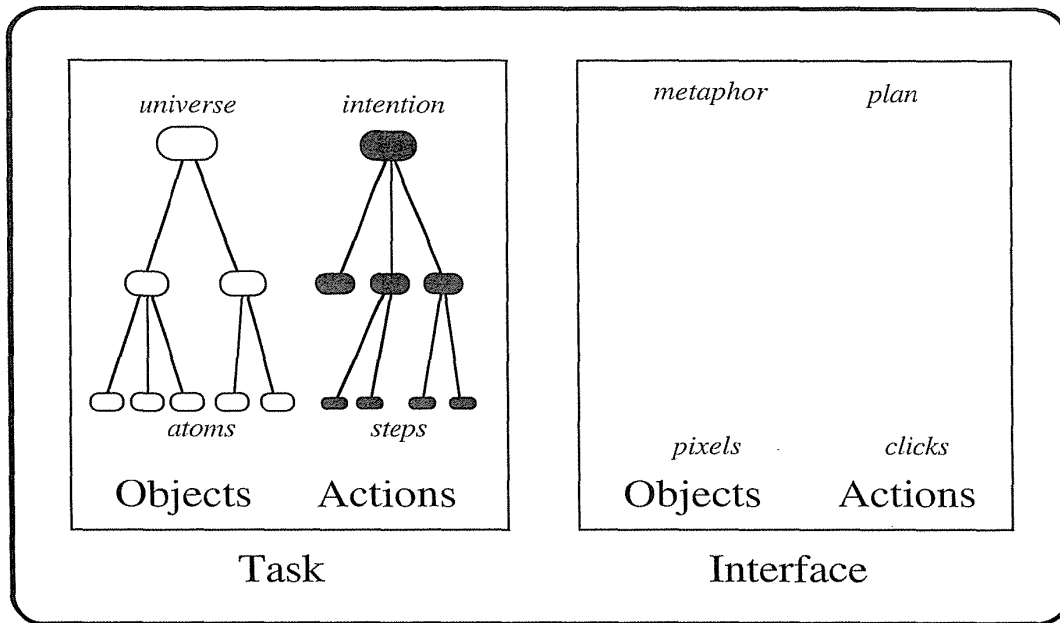 universe intention
atoms steps
Objects Actions
Task
metaphor plan
pixels clicks
Objects Actions
Interface